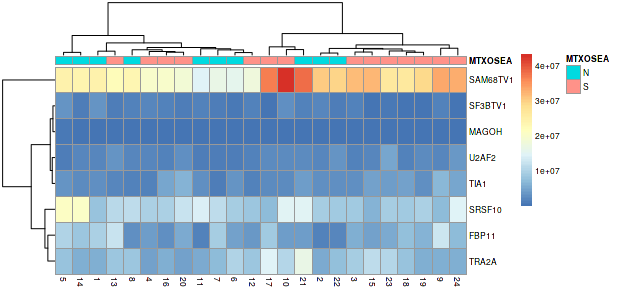 MTXOSEA
SAM68TV1
SF3BTV1
MAGOH
U2AF2
TIA1
SRSF10
FBP11
TRA2A
5 14 1 13 8 4 16 20 11 7 6 12 17 10 21 2 22 3 15 23 18 19 9 24
4e+07
3e+07
2e+07
1e+07
MTXOSEA
N
S